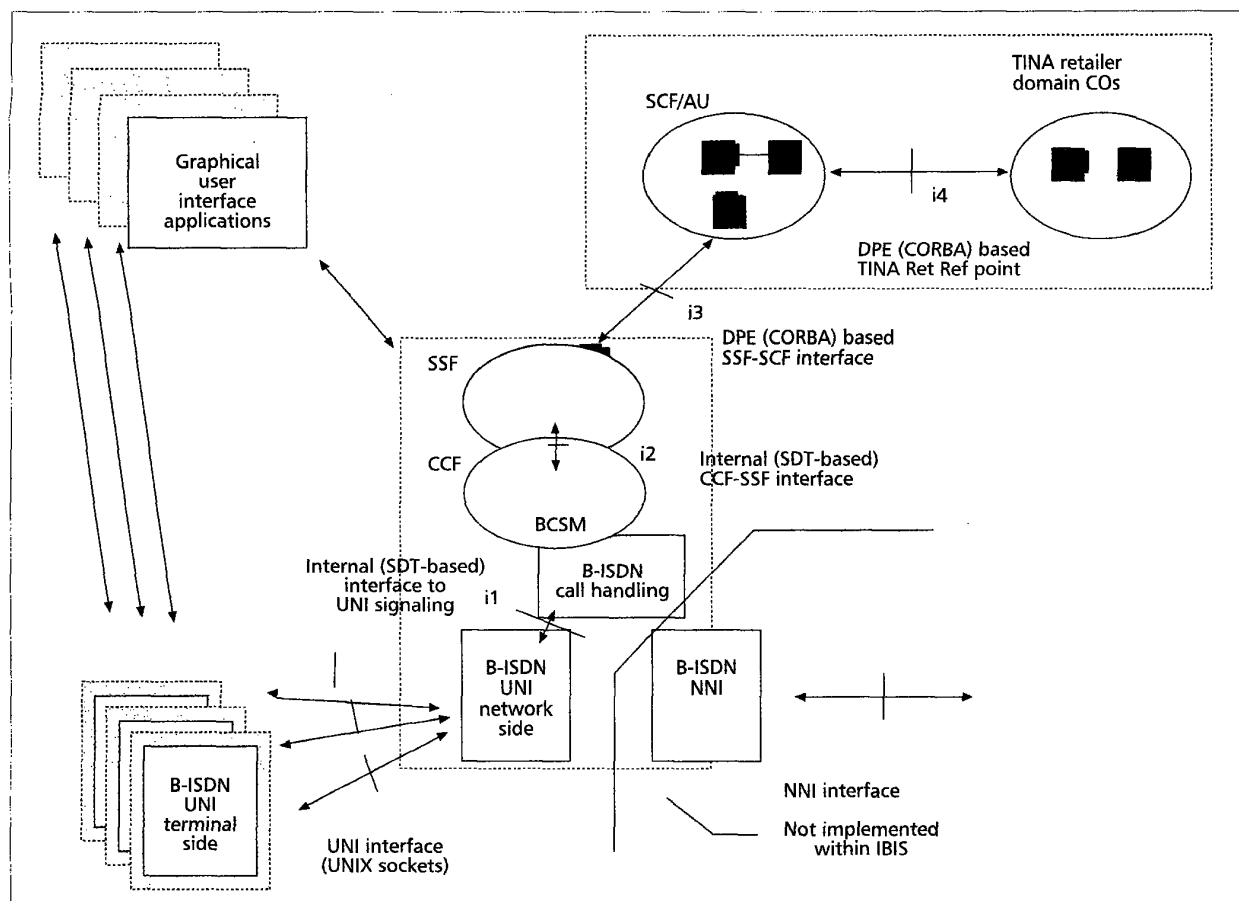 TINA retailer
domain COs
SCF/AU
Graphical
user
interface
applications
i4
DPE (CORBA) based
TINA Ret Ref point
i3
DPE (CORBA) based
SSF-SCF interface
SSF
i2
CCF
Internal (SDT-based)
CCF-SSF interface
BCSM
Internal (SDT-based)
interface to
UNI signaling
B-ISDN
call handling
i1
B-ISDN
UNI
network
side
B-ISDN
NNI
B-ISDN
UNI
terminal
side
NNI interface
Not implemented
within IBIS
UNI interface
(UNIX sockets)